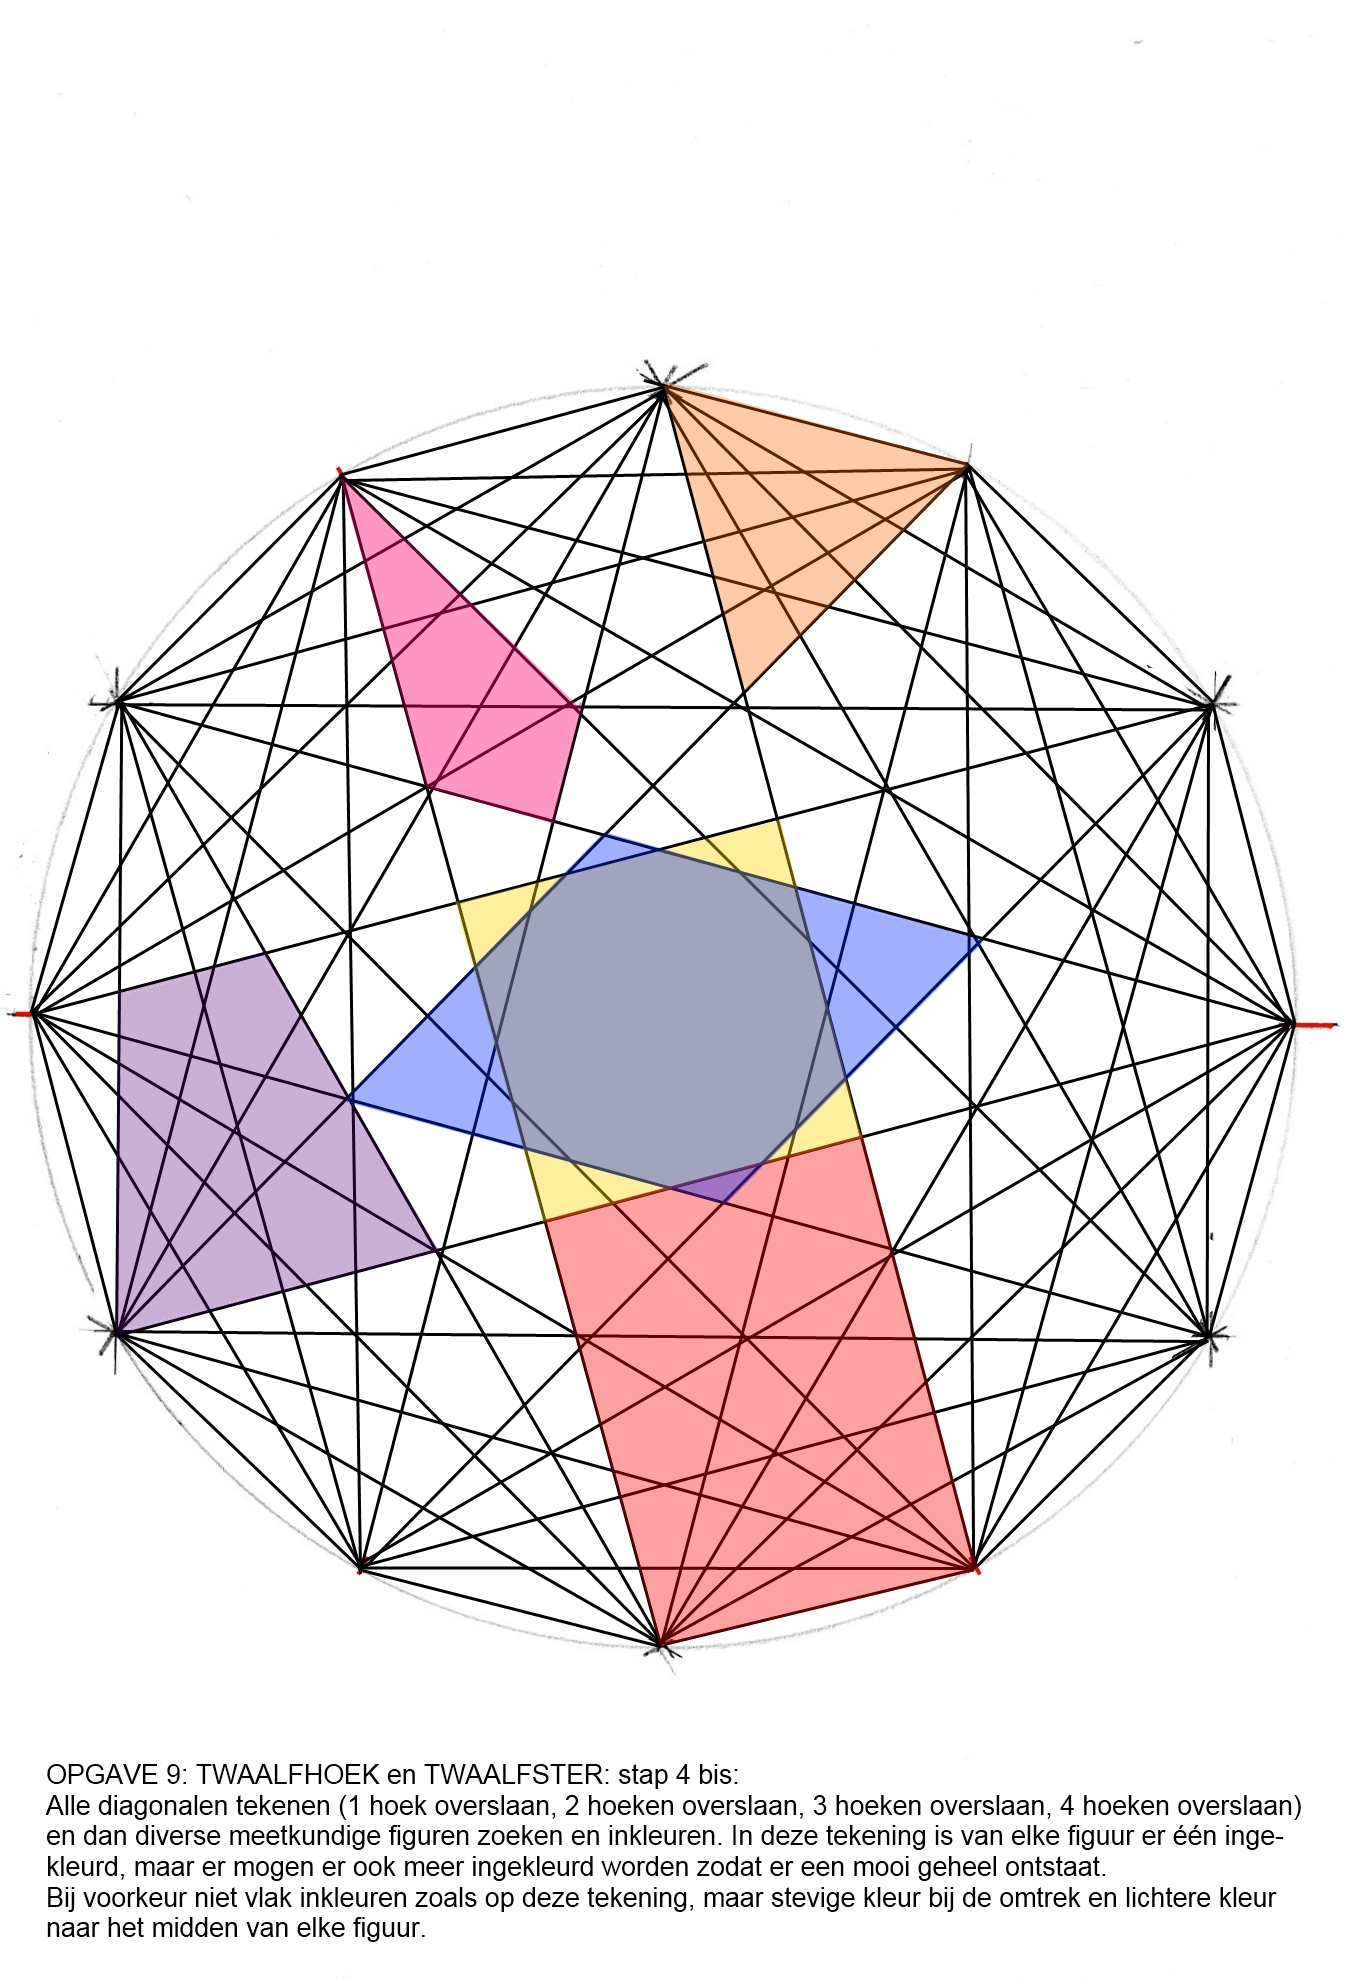 OPGAVE 9: TWAALFHOEK en TWAALFSTER: stap 4 bis:
Alle diagonalen tekenen (1 hoek overslaan, 2 hoeken overslaan, 3 hoeken overslaan, 4 hoeken overslaan)
en dan diverse meetkundige figuren zoeken en inkleuren. In deze tekening is van elke figuur er één inge-
kleurd, maar er mogen er ook meer ingekleurd worden zodat er een mooi geheel ontstaat.
Bij voorkeur niet vlak inkleuren zoals op deze tekening, maar stevige kleur bij de omtrek en lichtere kleur
naar het midden van elke figuur.